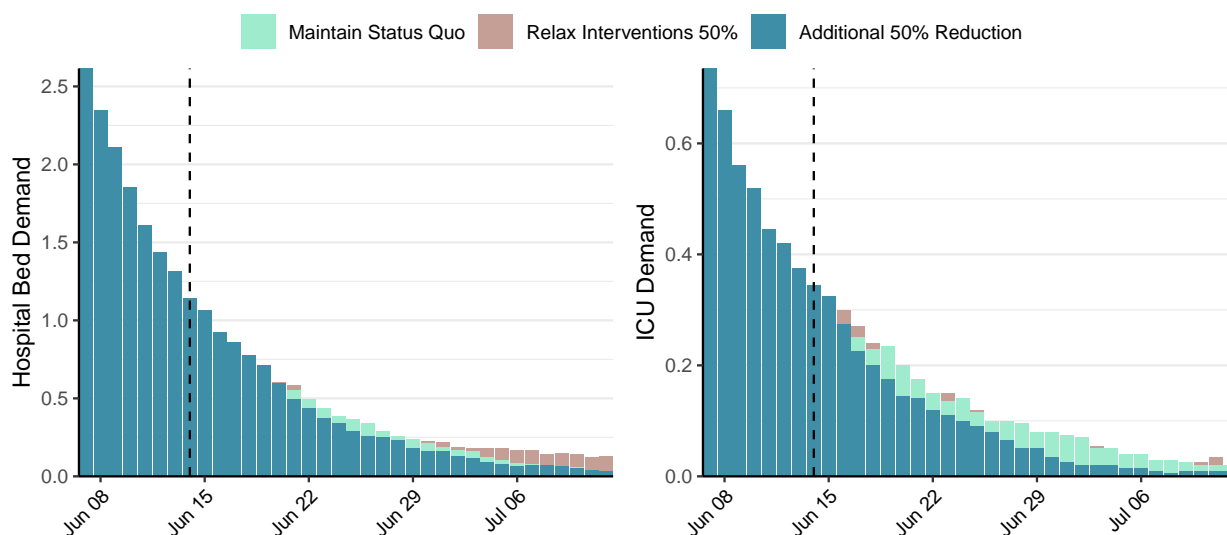 Maintain Status Quo Relax Interventions 50% Additional 50% Reduction
Hospital Bed Demand
2.5
2.0
1.5
1.0
0.5
0.0
Jun 08 Jun 15 Jun 22 Jun 29 Jul 06
ICU Demand
0.6
0.4
0.2
0.0
Jun 08 Jun 15 Jun 22 Jun 29 Jul 06